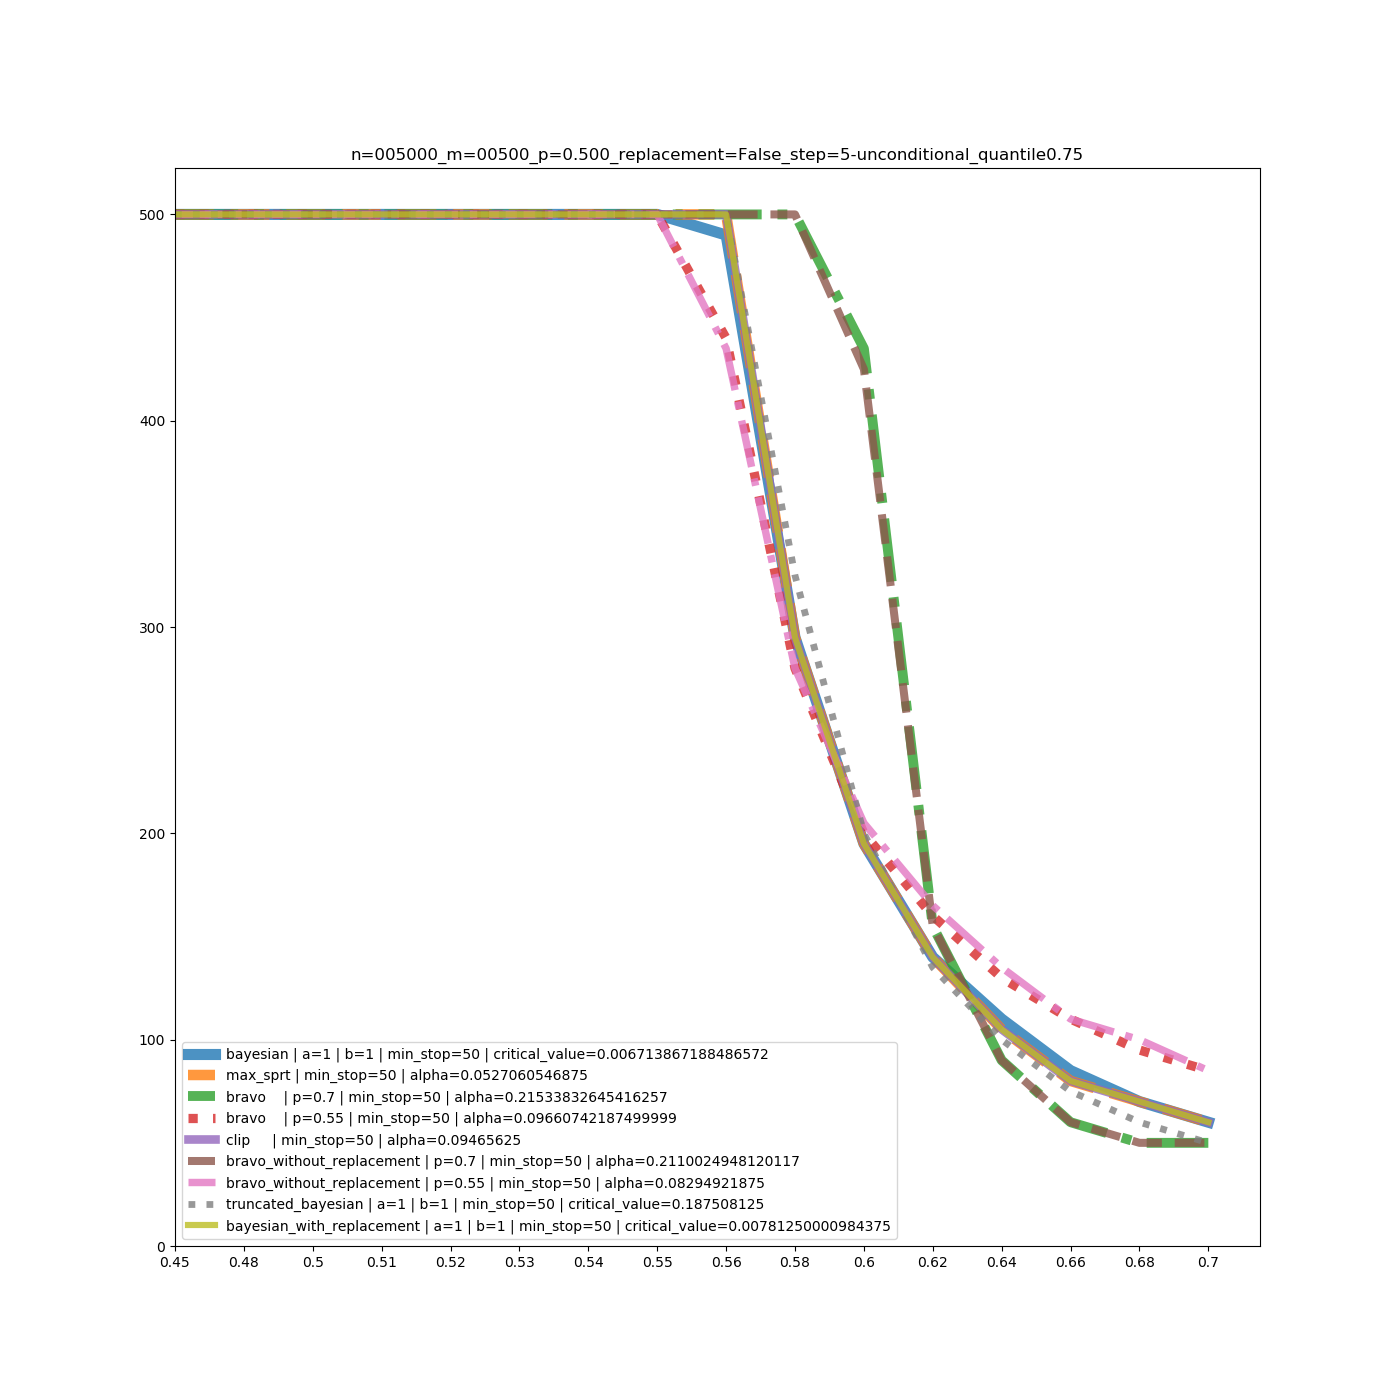 n=005000_m=00500_p=0.500_replacement=False_step=5-unconditional_quantile0.75
500
400
300
200
100
0
bayesian | a=1 | b=1 | min_stop=50 | critical_value=0.006713867188486572
max_sprt | min_stop=50 | alpha=0.0527060546875
bravo | p=0.7 | min_stop=50 | alpha=0.21533832645416257
bravo | p=0.55 | min_stop=50 | alpha=0.09660742187499999
clip | min_stop=50 | alpha=0.09465625
bravo_without_replacement | p=0.7 | min_stop=50 | alpha=0.2110024948120117
bravo_without_replacement | p=0.55 | min_stop=50 | alpha=0.08294921875
truncated_bayesian | a=1 | b=1 | min_stop=50 | critical_value=0.187508125
bayesian_with_replacement | a=1 | b=1 | min_stop=50 | critical_value=0.00781250000984375
0.45 0.48 0.5 0.51 0.52 0.53 0.54 0.55 0.56 0.58 0.6 0.62 0.64 0.66 0.68 0.7